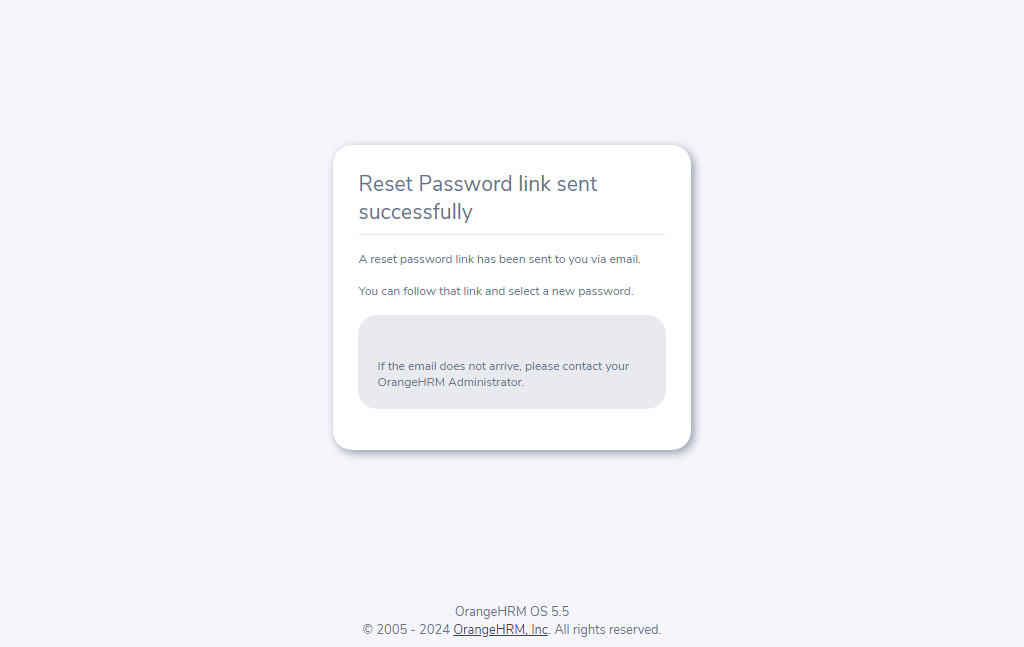 Reset Password link sent
successfully
A reset password link has been sent to you via email.
You can follow that link and select a new password.
If the email does not arrive, please contact your
OrangeHRM Administrator.
OrangeHRM OS 5.5
© 2005 - 2024 OrangeHRM, Inc. All rights reserved.